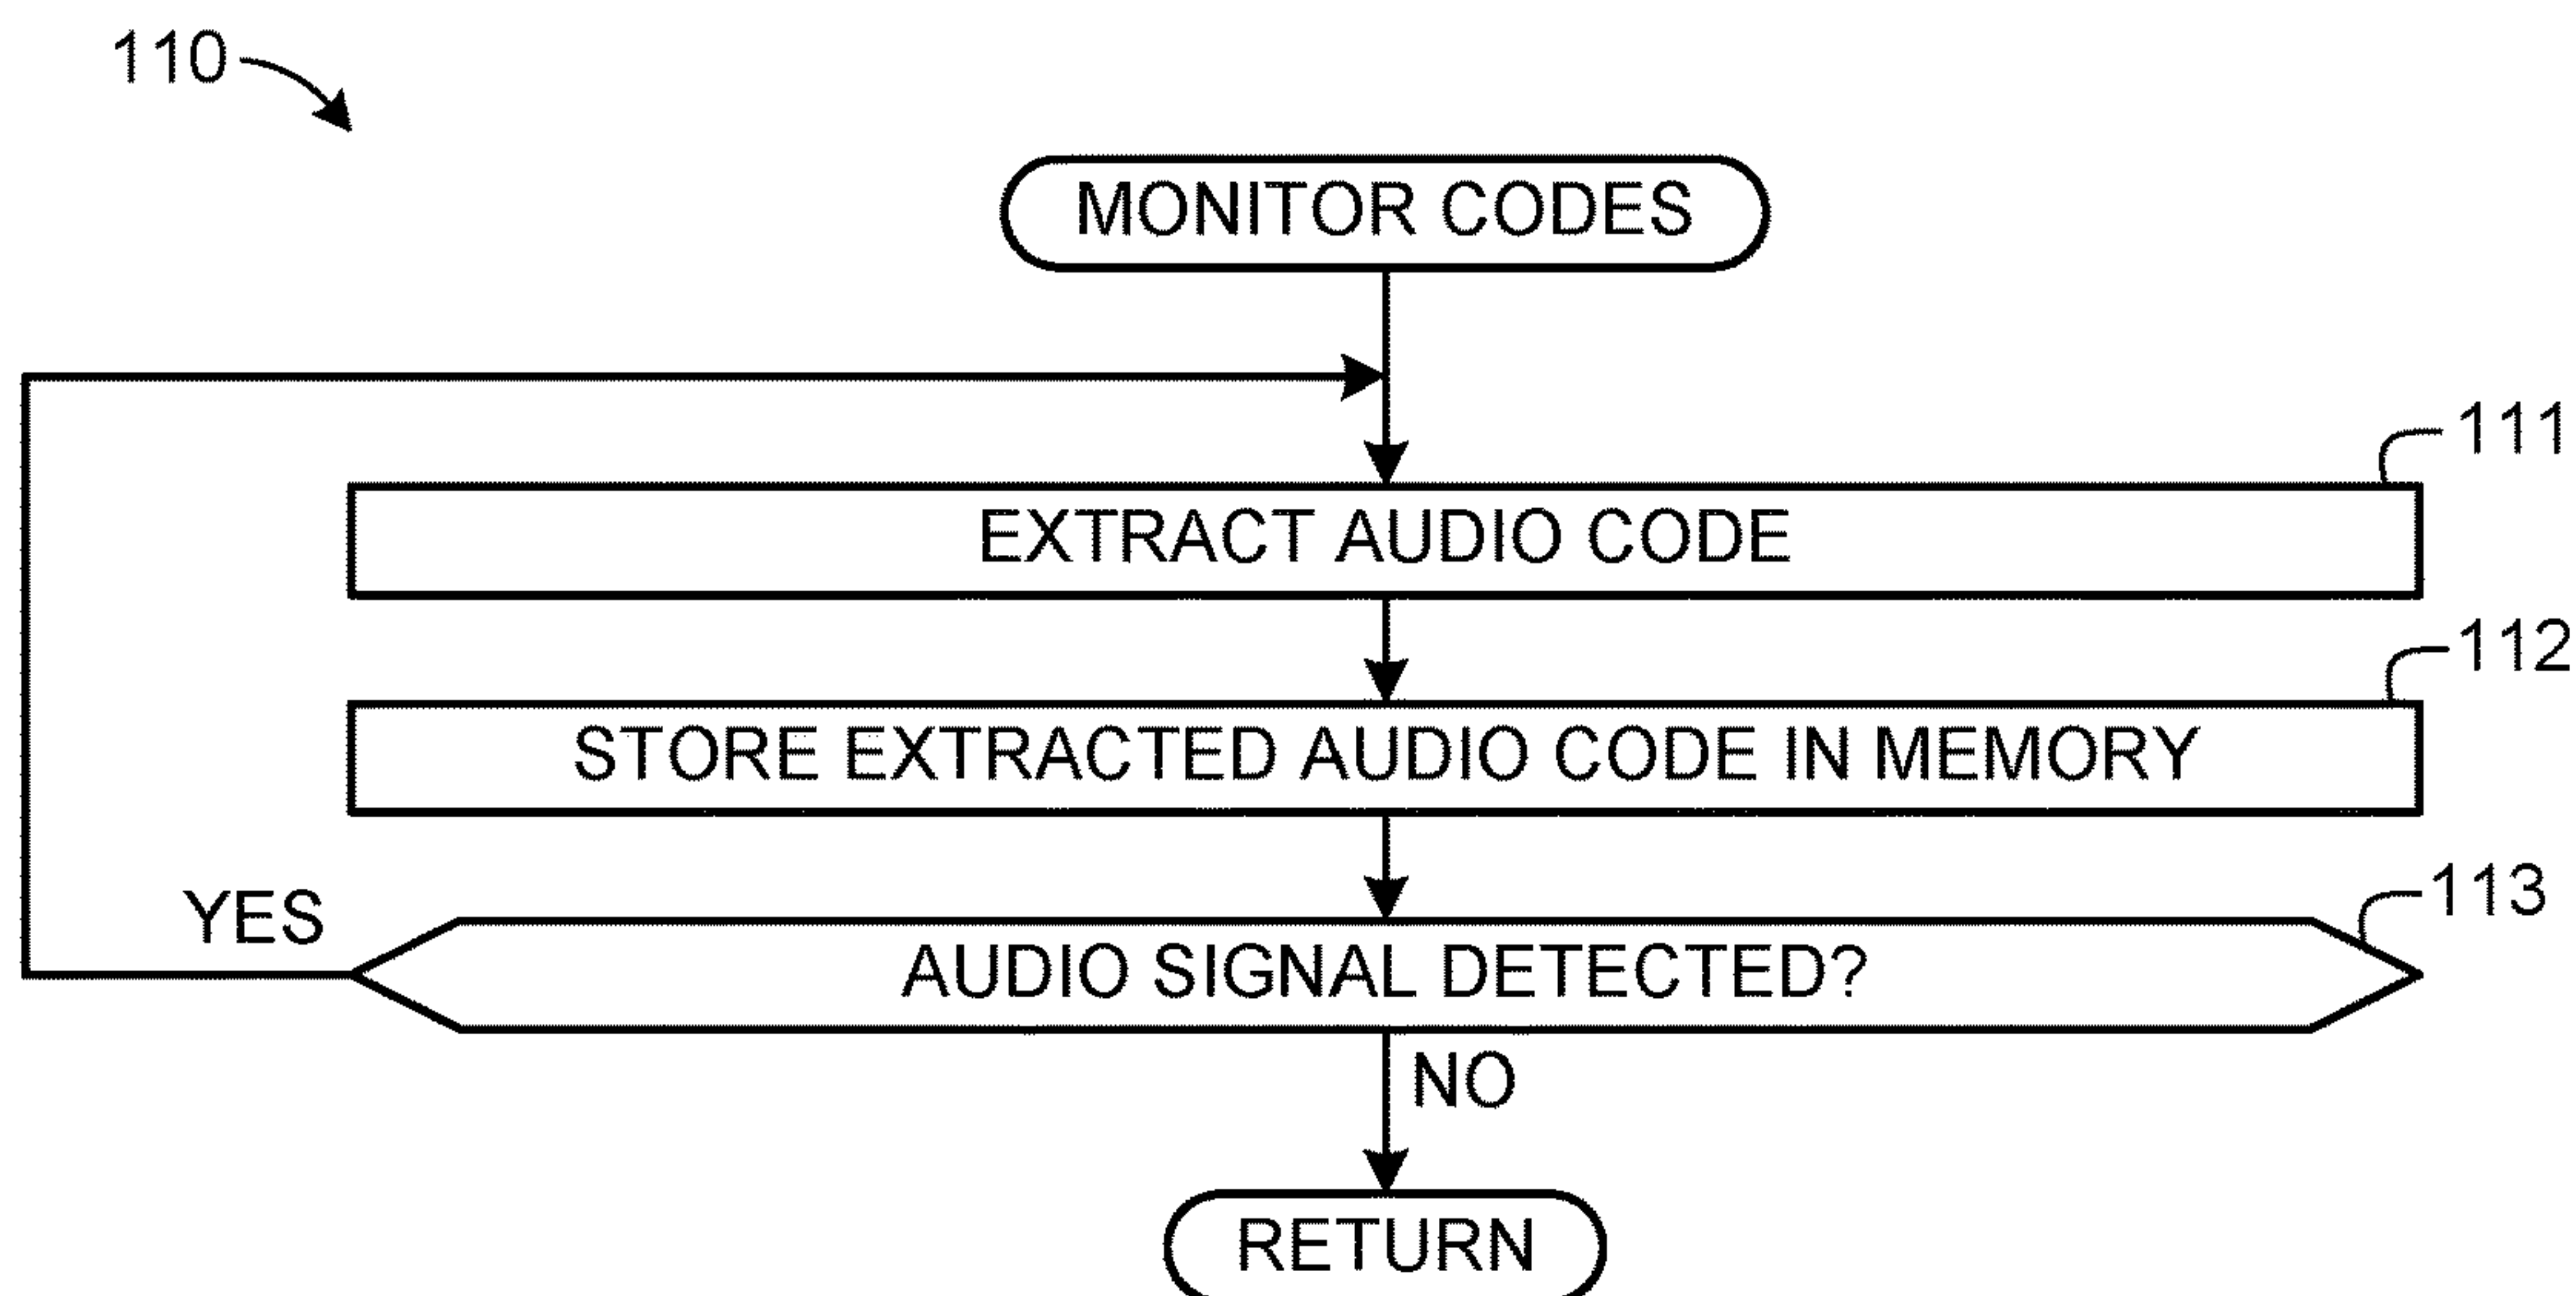 110
MONITOR CODES
111
EXTRACT AUDIO CODE
112
STORE EXTRACTED AUDIO CODE IN MEMORY
113
YES
AUDIO SIGNAL DETECTED?
NO
RETURN